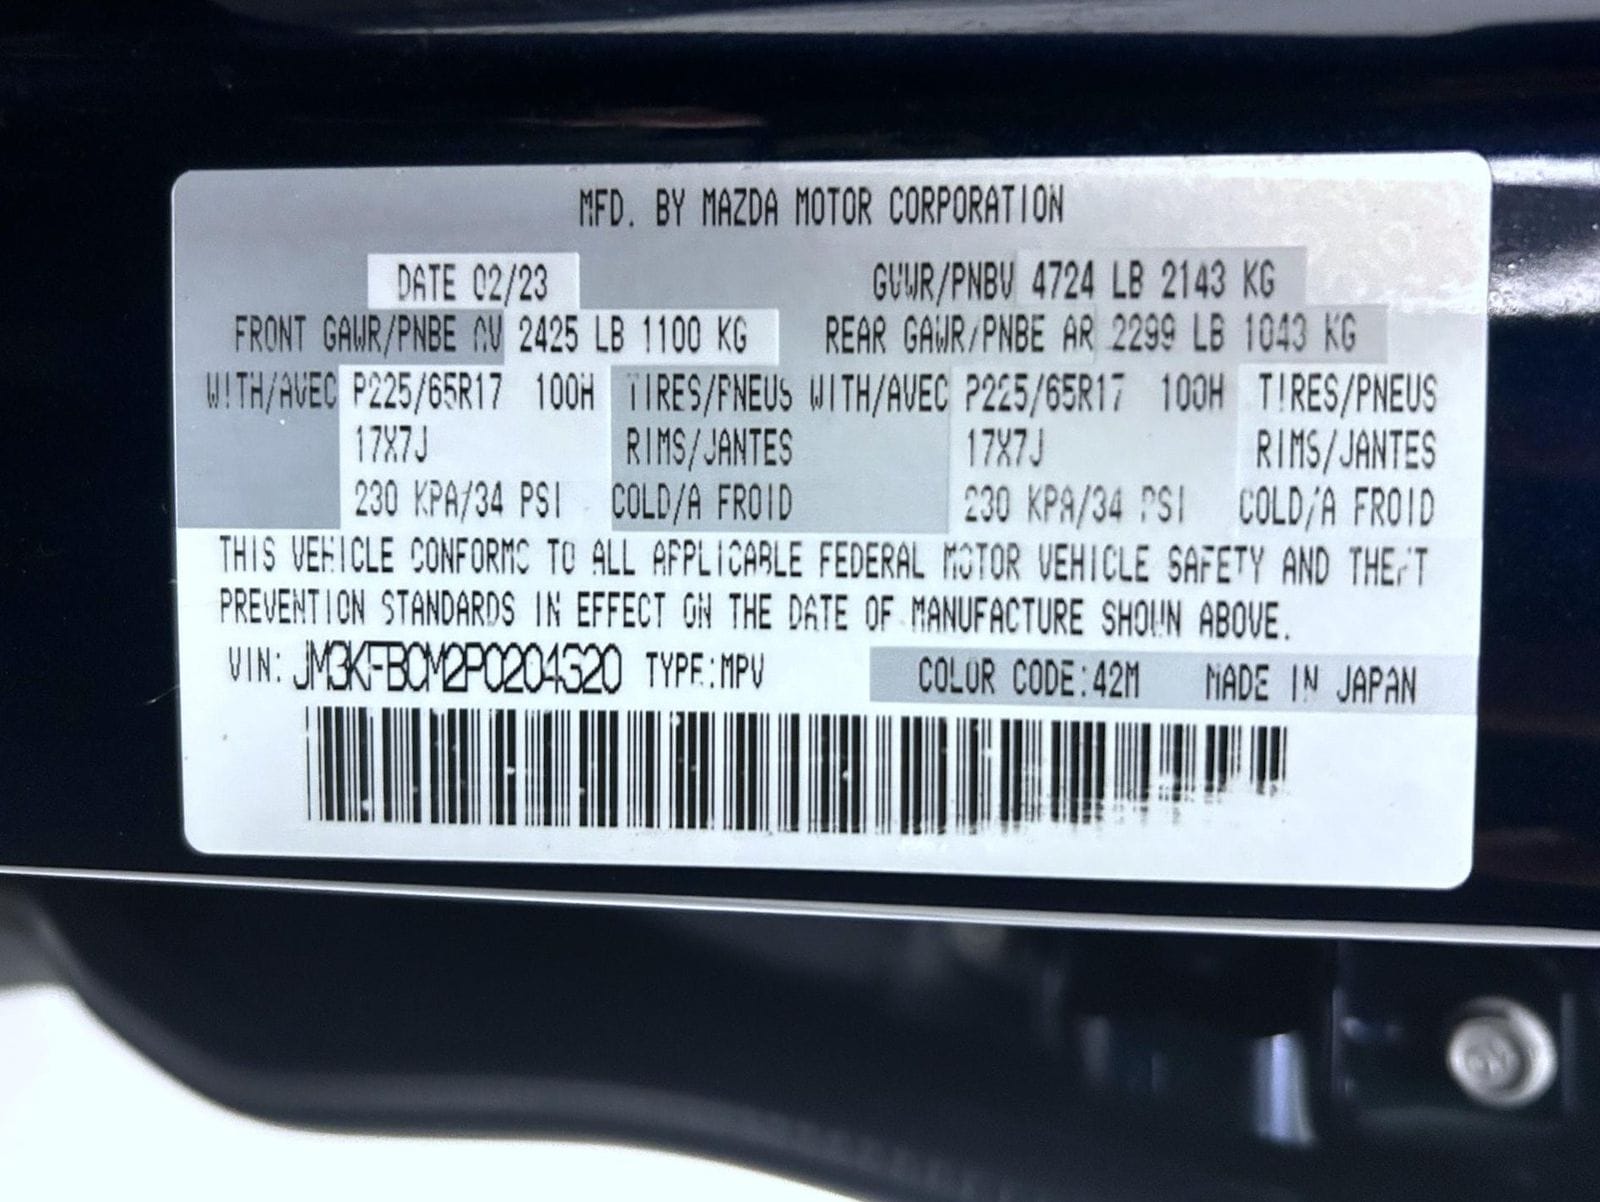 MFD. BY MAZDA MOTOR CORPORATION
DATE 02/23 GVWR/PNBV 4724 LB 2143 KG
FRONT GAWR/PNBE AV 2425 LB 1100 KG REAR GAWR/PNBE AR 2299 LB 1043 KG
WITH/AVEC P225/65R17 100H TIRES/PNEUS WITH/AVEC P225/65R17 100H TIRES/PNEUS
17X7J RIMS/JANTES 17X7J RIMS/JANTES
230 KPA/34 PSI COLD/A FROID 230 KPA/34 PSI COLD/A FROID
THIS VEHICLE CONFORMS TO ALL APPLICABLE FEDERAL MOTOR VEHICLE SAFETY AND THEFT
PREVENTION STANDARDS IN EFFECT ON THE DATE OF MANUFACTURE SHOWN ABOVE.
VIN: JM3KFBCM2P0204320 TYPE:MPV COLOR CODE:42M MADE IN JAPAN